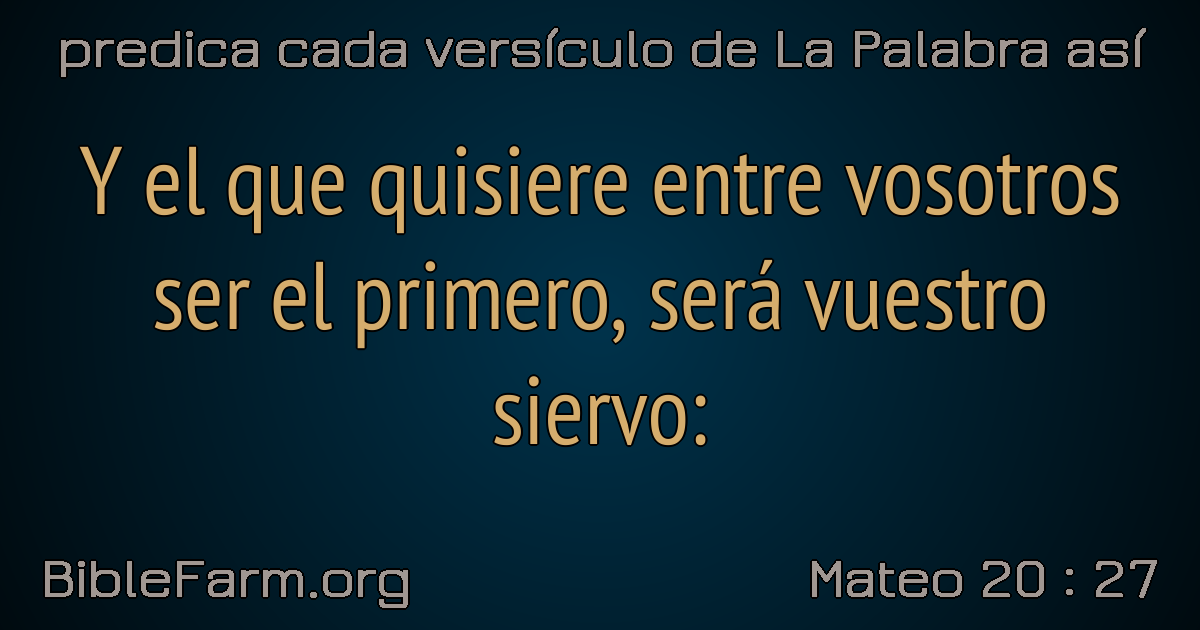 predica cada versículo de La Palabra así
Y el que quisiere entre vosotros
ser el primero, será vuestro
siervo:
BibleFarm.org
Mateo 20 : 27